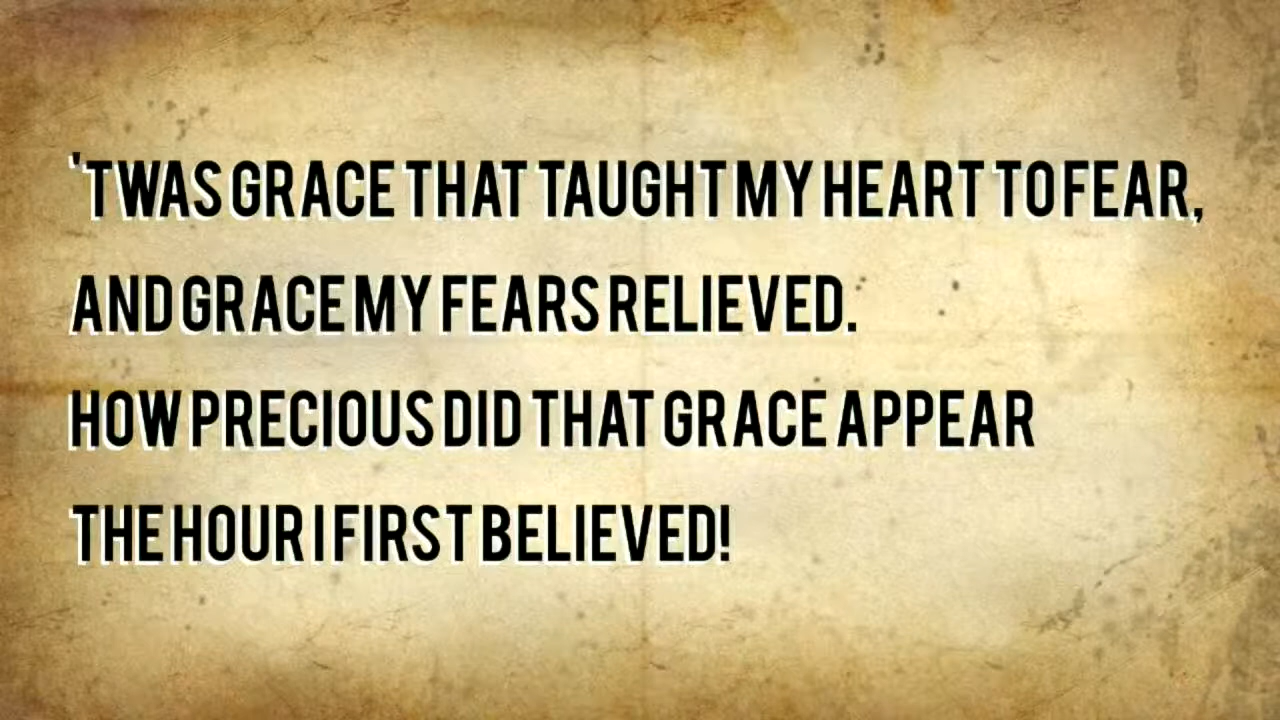 'TWAS GRACE THAT TAUGHT MY HEART TO FEAR,
AND GRACE MY FEARS RELIEVED.
HOW PRECIOUS DID THAT GRACE APPEAR
THE HOUR I FIRST BELIEVED!